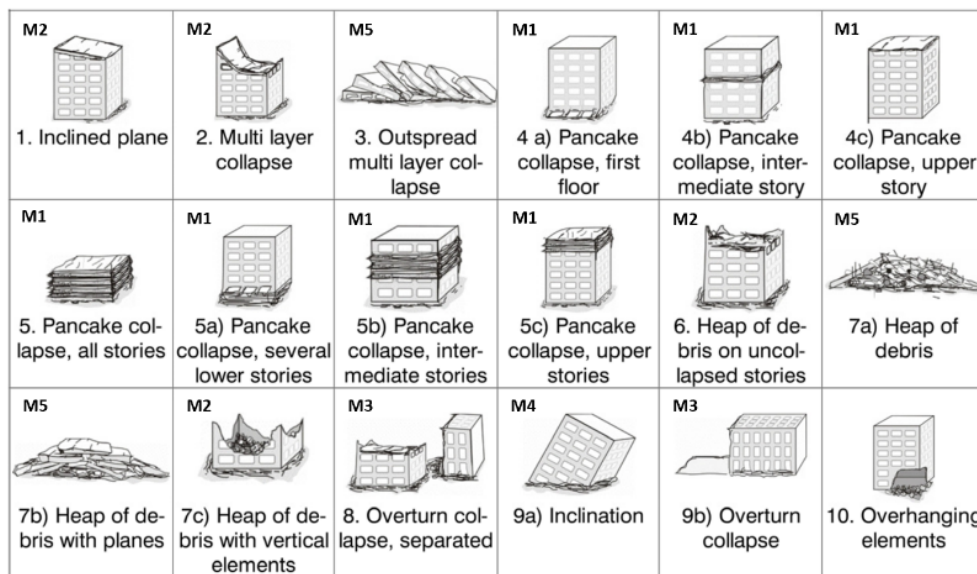 M2
1. Inclined plane
M2
2. Multi layer
collapse
M5
3. Outspread
multi layer col-
lapse
M1
4 a) Pancake
collapse, first
floor
M1
4b) Pancake
collapse, inter-
mediate story
M1
4c) Pancake
collapse, upper
story
M1
5. Pancake col-
lapse, all stories
M1
5a) Pancake
collapse, several
lower stories
M1
5b) Pancake
collapse, inter-
mediate stories
M1
5c) Pancake
collapse, upper
stories
M2
6. Heap of de-
bris on uncol-
lapsed stories
M5
7a) Heap of
debris
M5
7b) Heap of de-
bris with planes
M2
7c) Heap of de-
bris with vertical
elements
M3
8. Overturn col-
lapse, separated
M4
9a) Inclination
M3
9b) Overturn
collapse
10. Overhanging
elements